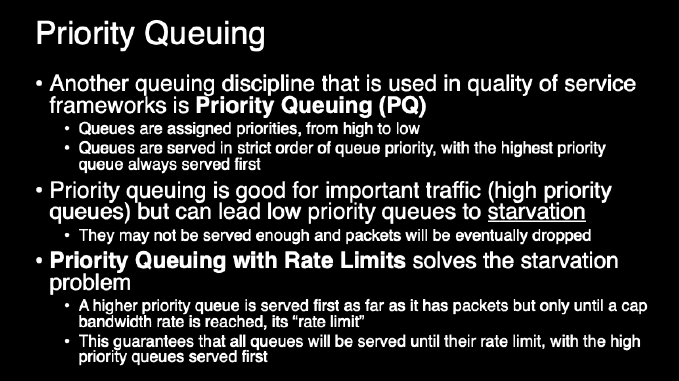 Priority Queuing
• Another queuing discipline that is used in quality of service
frameworks is Priority Queuing (PQ)
• Queues are assigned priorities, from high to low
• Queues are served in strict order of queue priority, with the highest priority
queue always served first
• Priority queuing is good for important traffic (high priority
queues) but can lead low priority queues to starvation
• They may not be served enough and packets will be eventually dropped
• Priority Queuing with Rate Limits solves the starvation
problem
• A higher priority queue is served first as far as it has packets but only until a cap
bandwidth rate is reached, its “rate limit”
• This guarantees that all queues will be served until their rate limit, with the high
priority queues served first